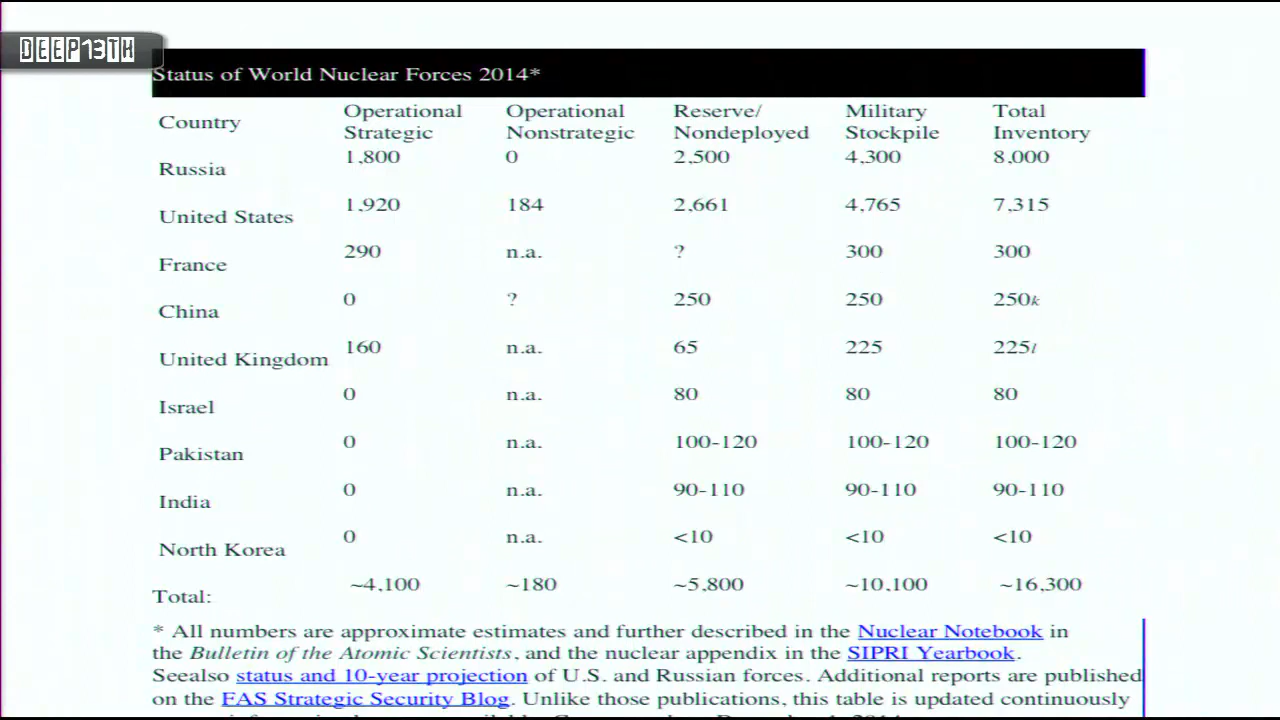 DEEP13TH
Status of World Nuclear Forces 2014*
Country Operational Strategic Operational Nonstrategic Reserve/ Nondeployed Military Stockpile Total Inventory
Russia 1,800 0 2,500 4,300 8,000
United States 1,920 184 2,661 4,765 7,315
France 290 n.a. ? 300 300
China 0 ? 250 250 250k
United Kingdom 160 n.a. 65 225 225l
Israel 0 n.a. 80 80 80
Pakistan 0 n.a. 100-120 100-120 100-120
India 0 n.a. 90-110 90-110 90-110
North Korea 0 n.a. <10 <10 <10
Total: ~4,100 ~180 ~5,800 ~10,100 ~16,300
* All numbers are approximate estimates and further described in the Nuclear Notebook in
the Bulletin of the Atomic Scientists, and the nuclear appendix in the SIPRI Yearbook.
Seealso status and 10-year projection of U.S. and Russian forces. Additional reports are published
on the FAS Strategic Security Blog. Unlike those publications, this table is updated continuously